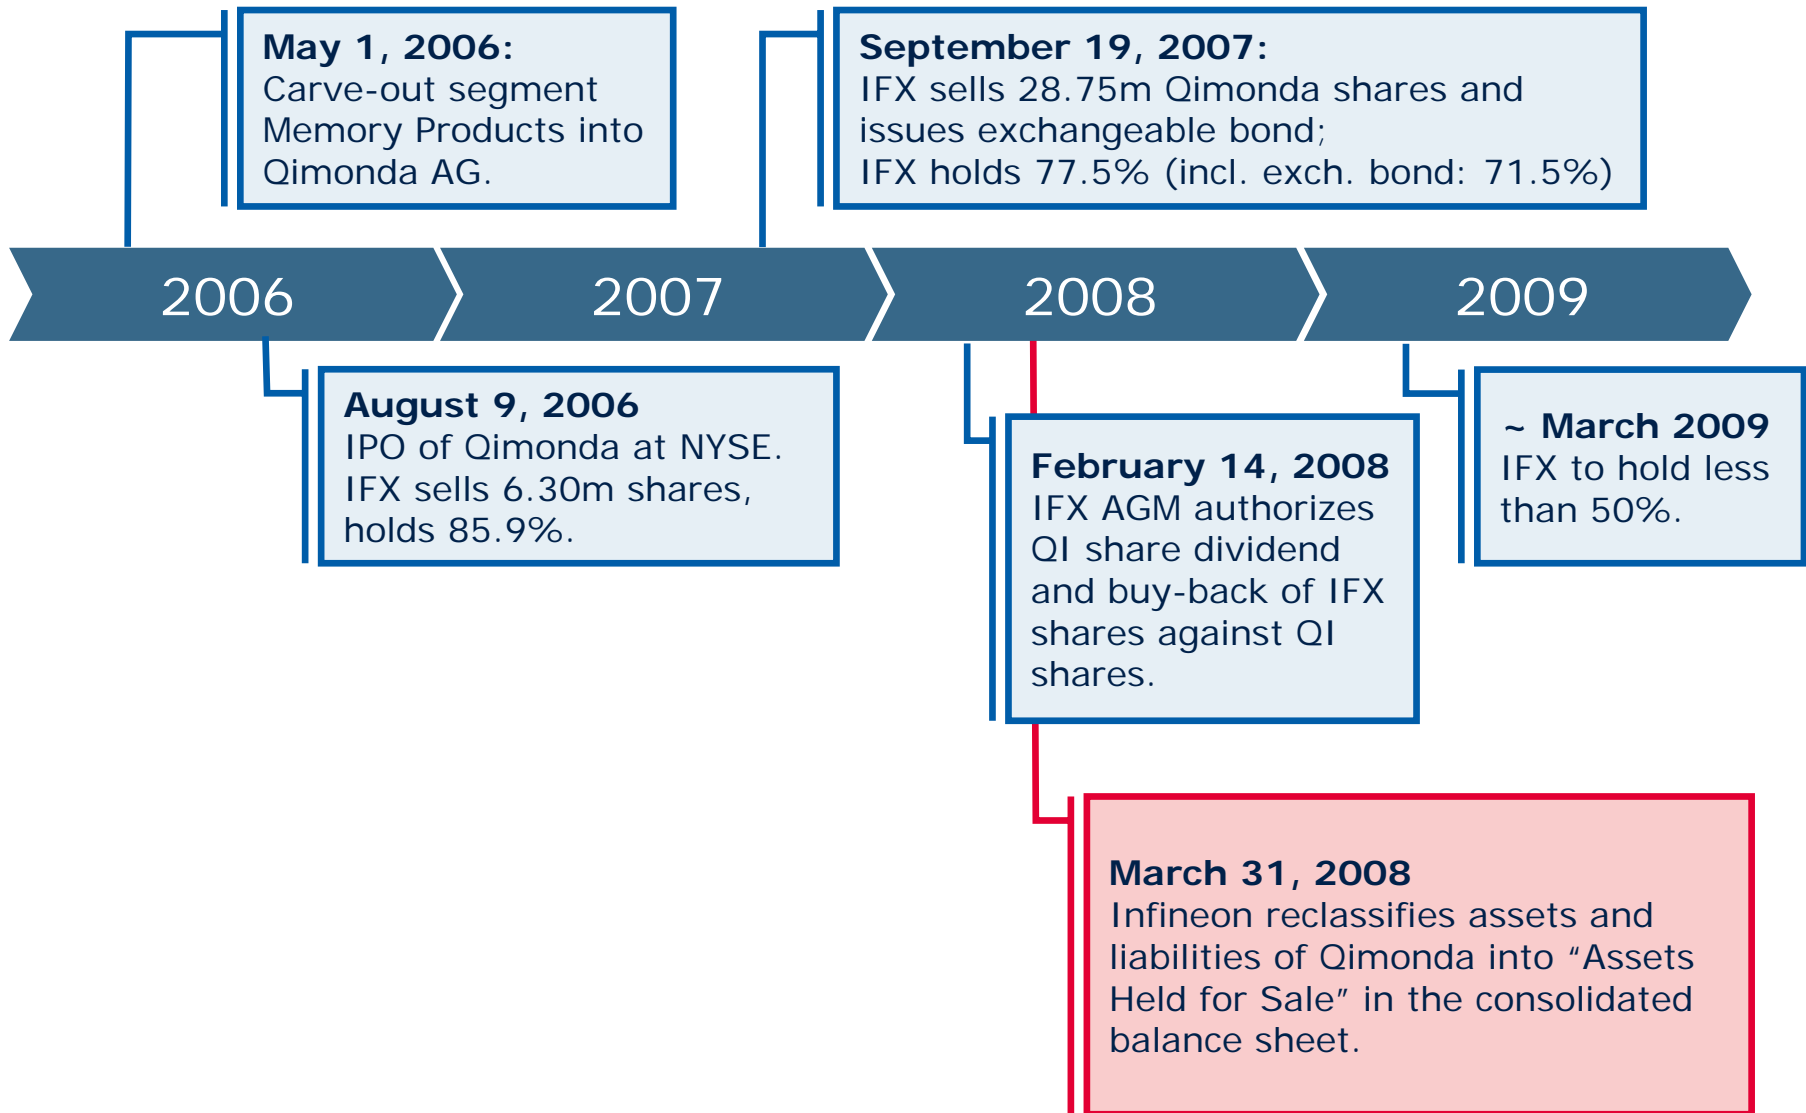 May 1, 2006:
Carve-out segment
Memory Products into
Qimonda AG.
September 19, 2007:
IFX sells 28.75m Qimonda shares and
issues exchangeable bond;
IFX holds 77.5% (incl. exch. bond: 71.5%)
2006
2007
2008
2009
August 9, 2006
IPO of Qimonda at NYSE.
IFX sells 6.30m shares,
holds 85.9%.
February 14, 2008
IFX AGM authorizes
QI share dividend
and buy-back of IFX
shares against QI
shares.
~ March 2009
IFX to hold less
than 50%.
March 31, 2008
Infineon reclassifies assets and
liabilities of Qimonda into “Assets
Held for Sale” in the consolidated
balance sheet.